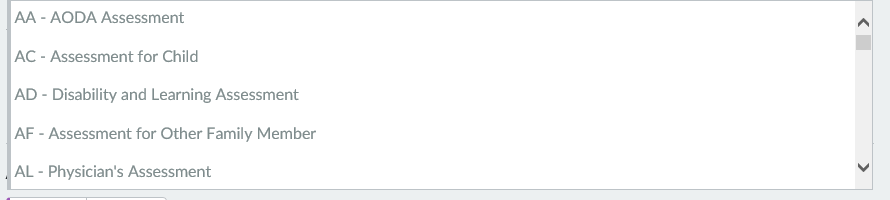 AA - AODA Assessment
AC - Assessment for Child
AD - Disability and Learning Assessment
AF - Assessment for Other Family Member
AL - Physician's Assessment